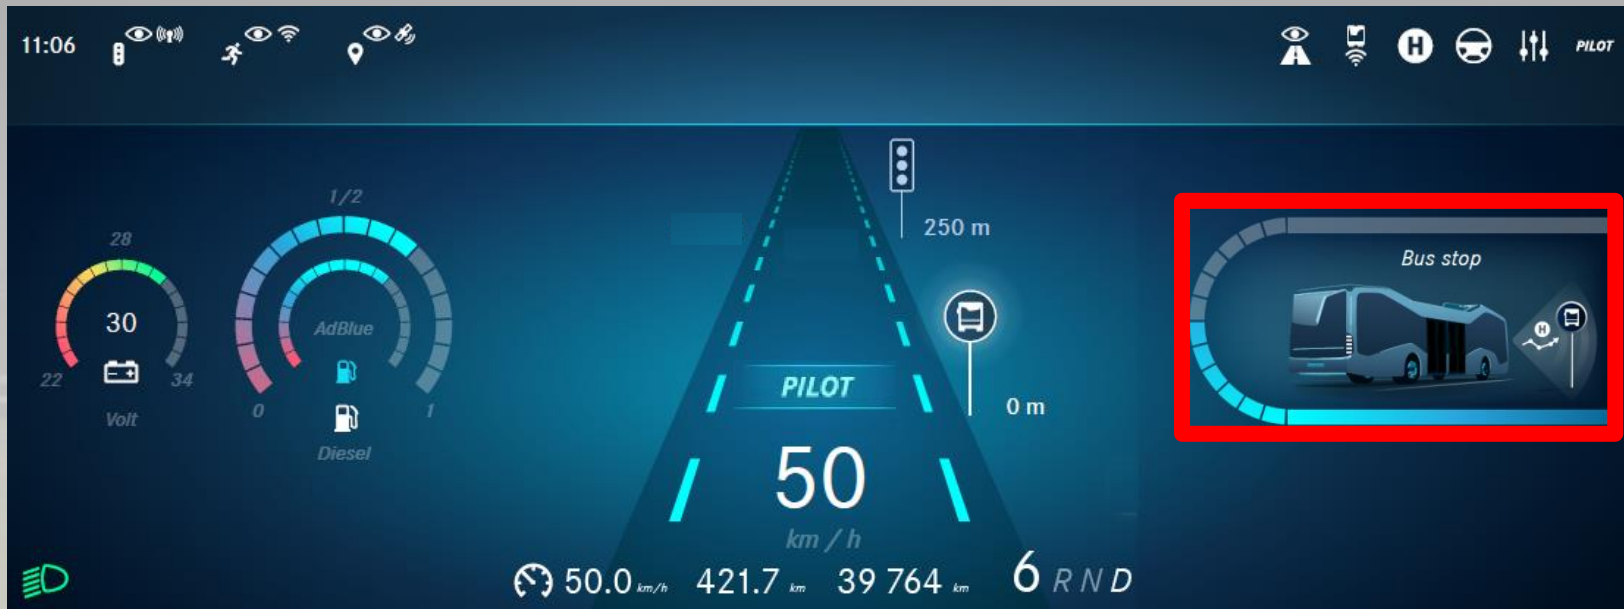 11:06
PILOT
250 m
0 m
PILOT
50
km / h
50.0 km/h 421.7 km 39 764 km 6 R N D
28
30
22 34
Volt
1/2
AdBlue
0 1
Diesel
Bus stop
H
H